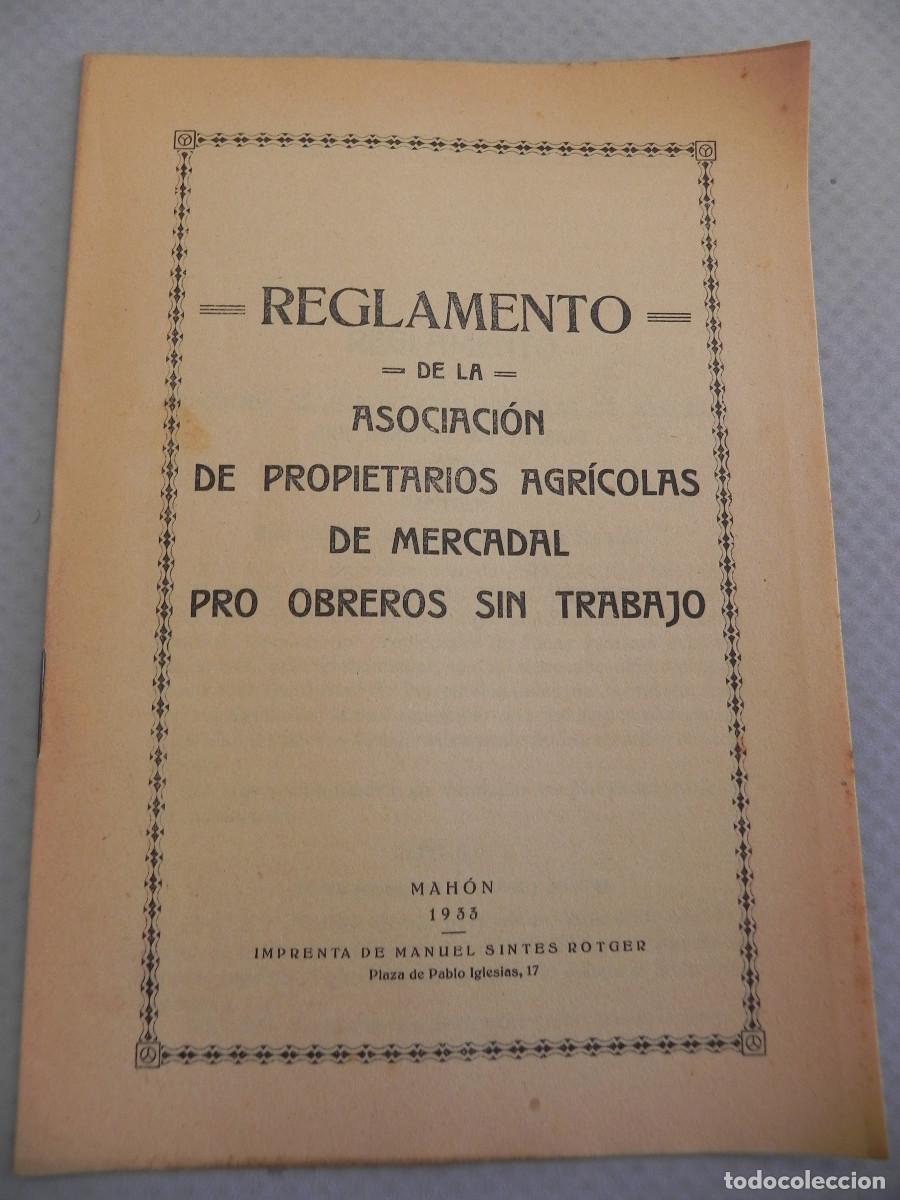 REGLAMENTO
DE LA
ASOCIACIÓN
DE PROPIETARIOS AGRÍCOLAS
DE MERCADAL
PRO OBREROS SIN TRABAJO
MAHÓN
1933
IMPRENTA DE MANUEL SINTES ROTGER
Plaza de Pablo Iglesias, 17
todocoleccion